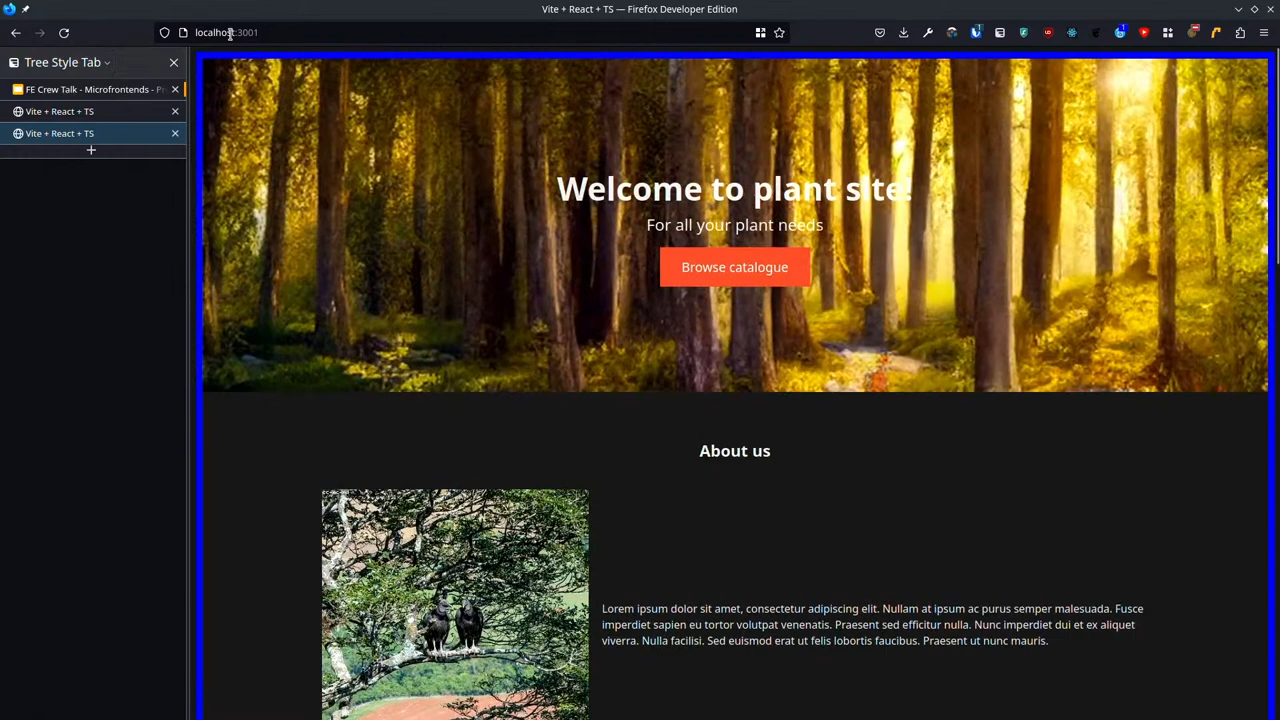 Vite + React + TS — Firefox Developer Edition
localhost:3001
Tree Style Tab
FE Crew Talk - Microfrontends - Pr
Vite + React + TS
Vite + React + TS
Welcome to plant site!
For all your plant needs
Browse catalogue
About us
Lorem ipsum dolor sit amet, consectetur adipiscing elit. Nullam at ipsum ac purus semper malesuada. Fusce
imperdiet sapien eu tortor volutpat venenatis. Praesent sed efficitur nulla. Nunc imperdiet dui et ex aliquet
viverra. Nulla facilisi. Sed euismod erat ut felis lobortis faucibus. Praesent ut nunc mauris.